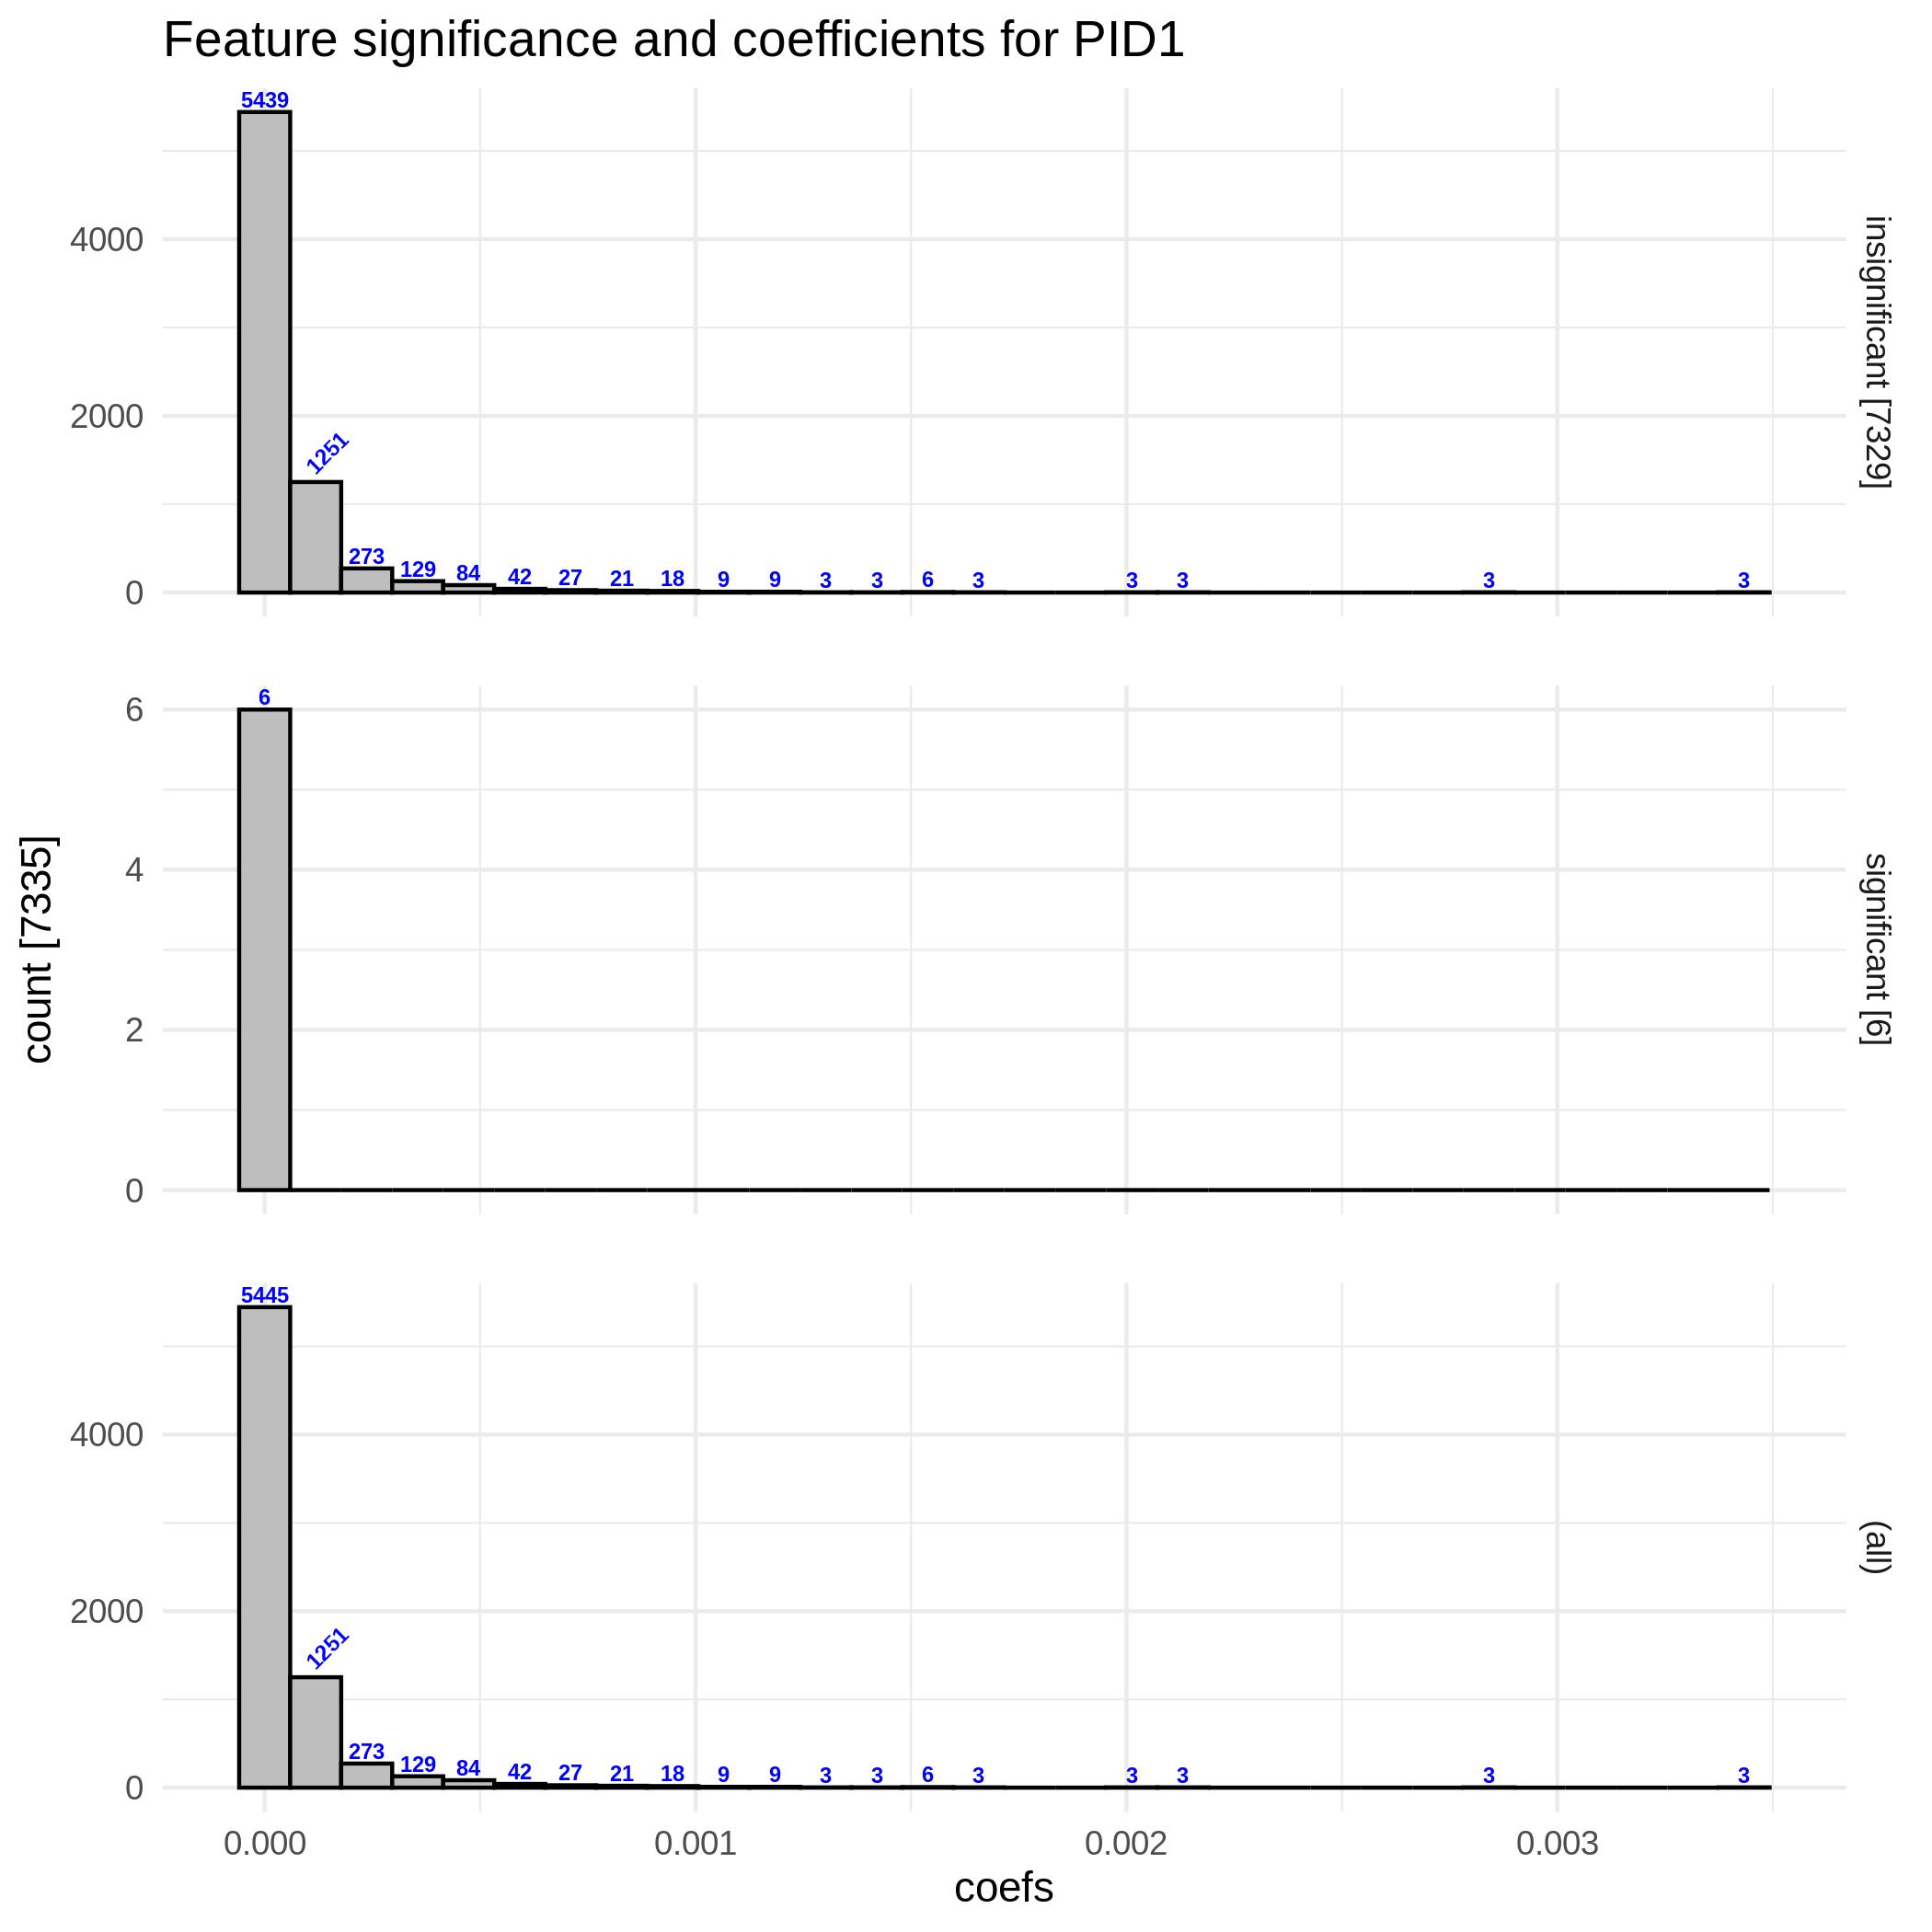 Feature significance and coefficients for PID1
5439
4000
2000
0
1251
273 129 84 42 27 21 18 9 9 3 3 6 3 3 3 3 3
insignificant [7329]
count [7335]
6
6
4
2
0
significant [6]
5445
4000
2000
0
1251
273 129 84 42 27 21 18 9 9 3 3 6 3 3 3 3 3
(all)
0.000 0.001 0.002 0.003
coefs